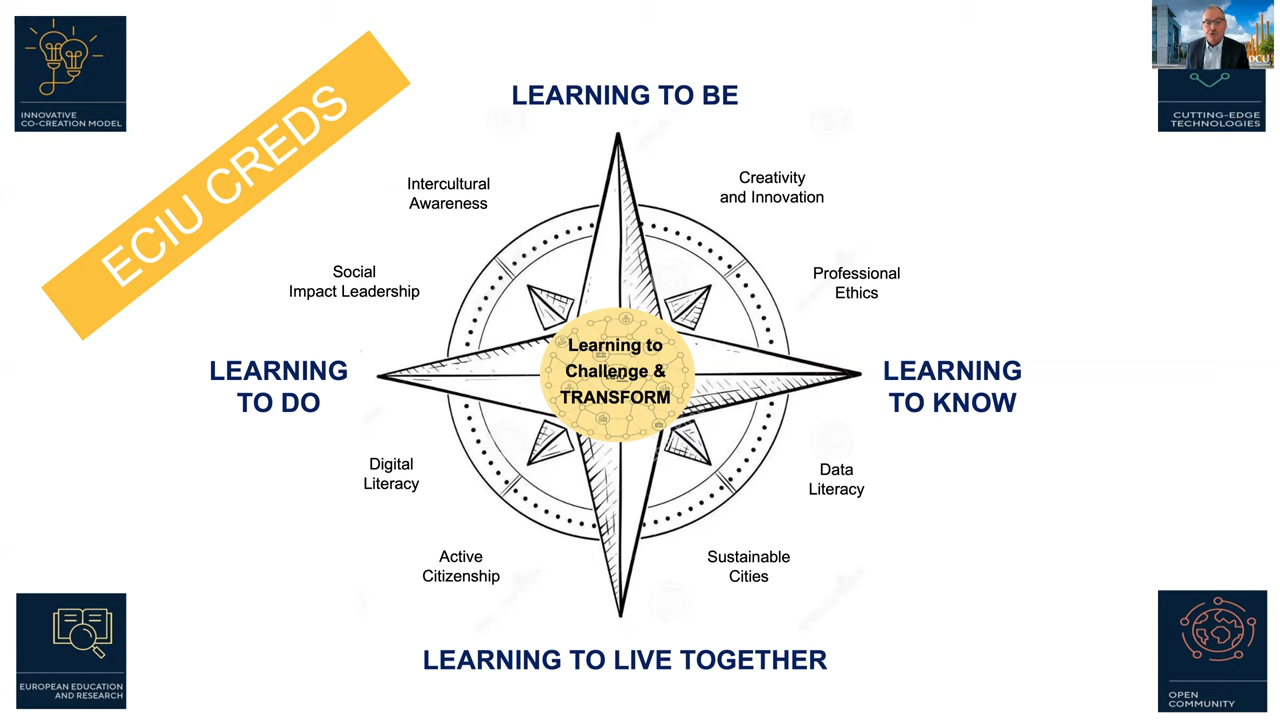 INNOVATIVE
CO-CREATION MODEL
ECIU CREDS
DCU
CUTTING-EDGE
TECHNOLOGIES
LEARNING TO BE
Intercultural
Awareness
Creativity
and Innovation
Social
Impact Leadership
Professional
Ethics
LEARNING
TO DO
Learning to
Challenge &
TRANSFORM
LEARNING
TO KNOW
Digital
Literacy
Data
Literacy
Active
Citizenship
Sustainable
Cities
LEARNING TO LIVE TOGETHER
EUROPEAN EDUCATION
AND RESEARCH
OPEN
COMMUNITY